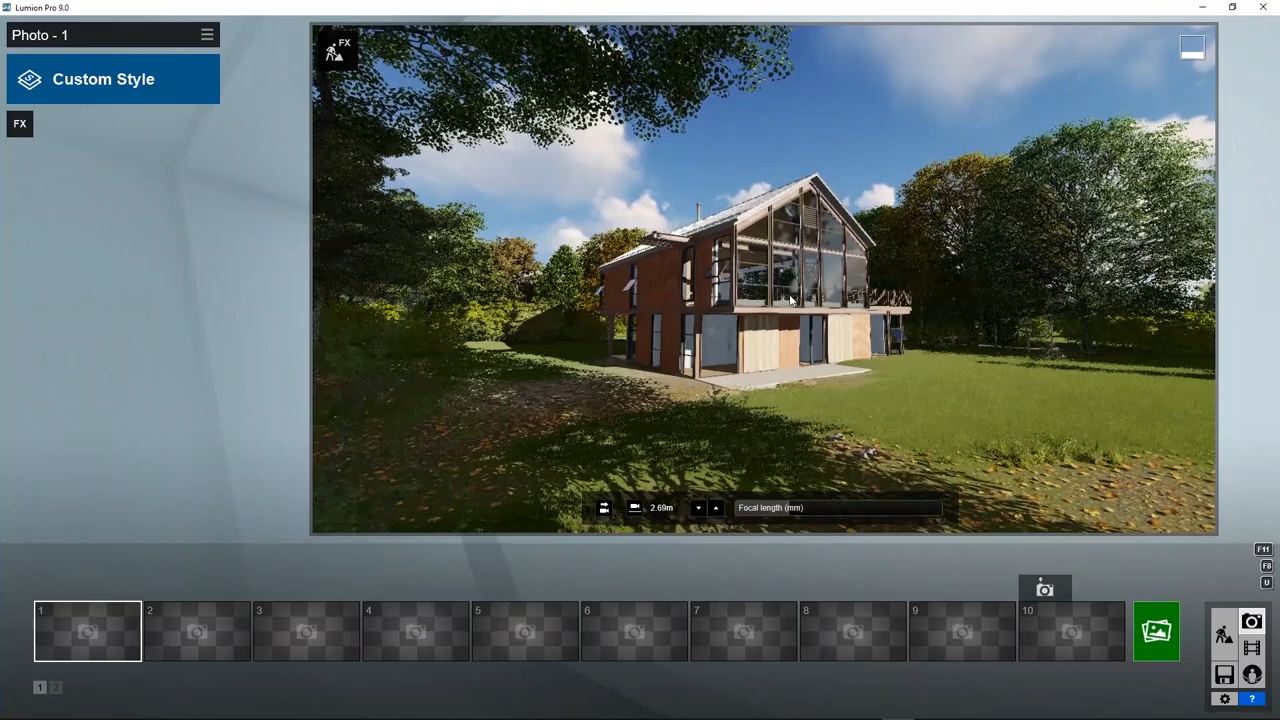 Lumion Pro 9.0
Photo - 1
Custom Style
FX
FX
2.69m
Focal length (mm)
F11
F8
U
1
2
3
4
5
6
7
8
9
10
1
2
?